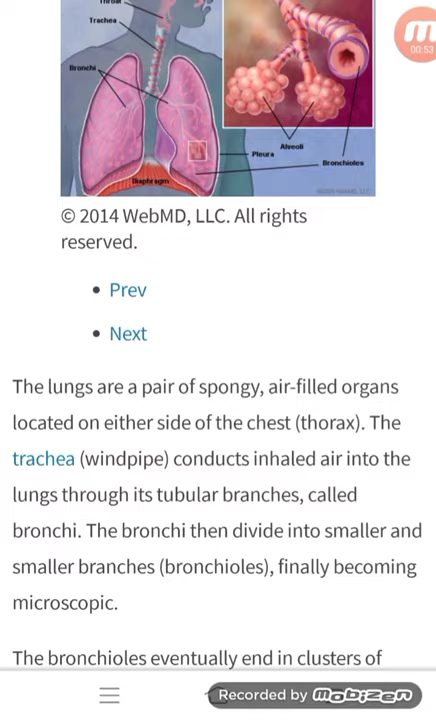 Throat
Trachea
00:53
Bronchi
Alveoli
Pleura
Bronchioles
Diaphragm
© 2014 WebMD, LLC. All rights
reserved.
Prev
Next
The lungs are a pair of spongy, air-filled organs
located on either side of the chest (thorax). The
trachea (windpipe) conducts inhaled air into the
lungs through its tubular branches, called
bronchi. The bronchi then divide into smaller and
smaller branches (bronchioles), finally becoming
microscopic.
The bronchioles eventually end in clusters of
Recorded by mobizen